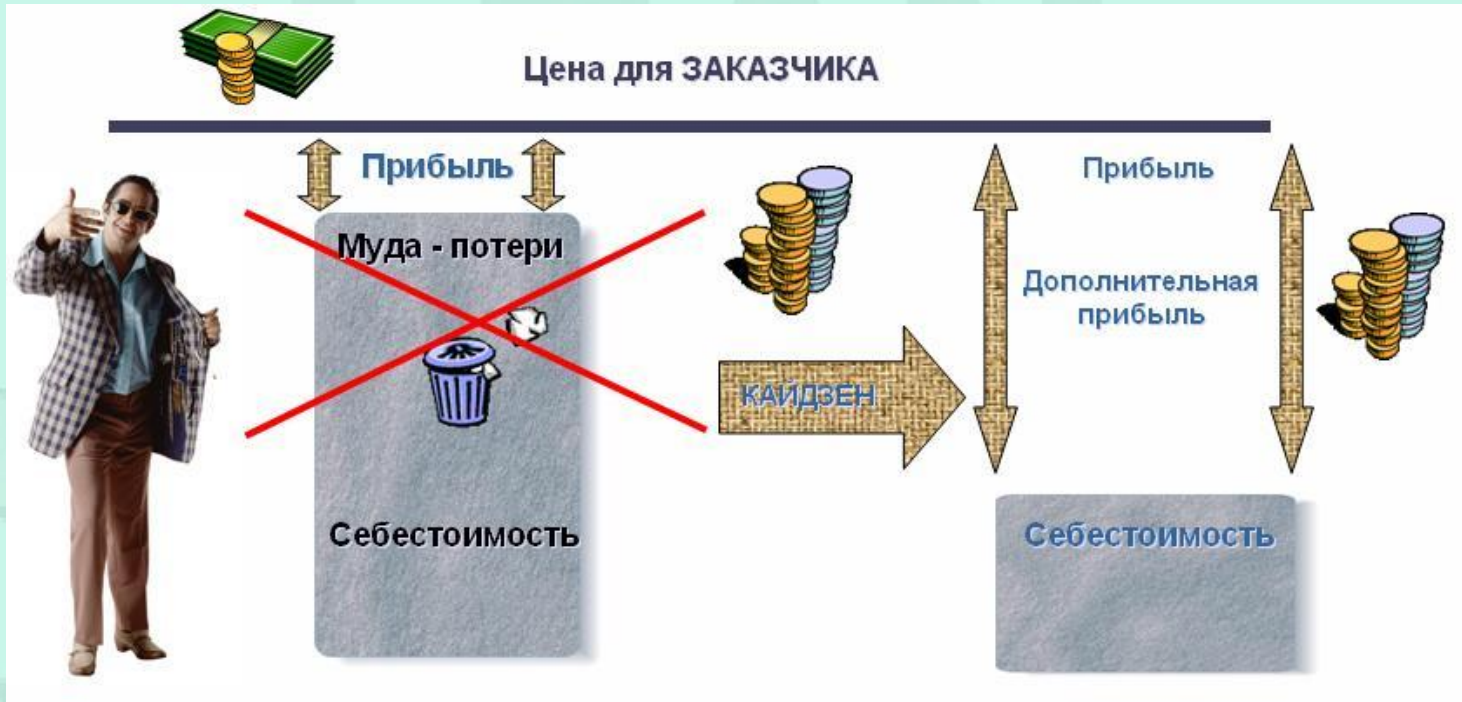 Цена для ЗАКАЗЧИКА
Прибыль
Муда - потери
Себестоимость
КАЙДЗЕН
Прибыль
Дополнительная
прибыль
Себестоимость